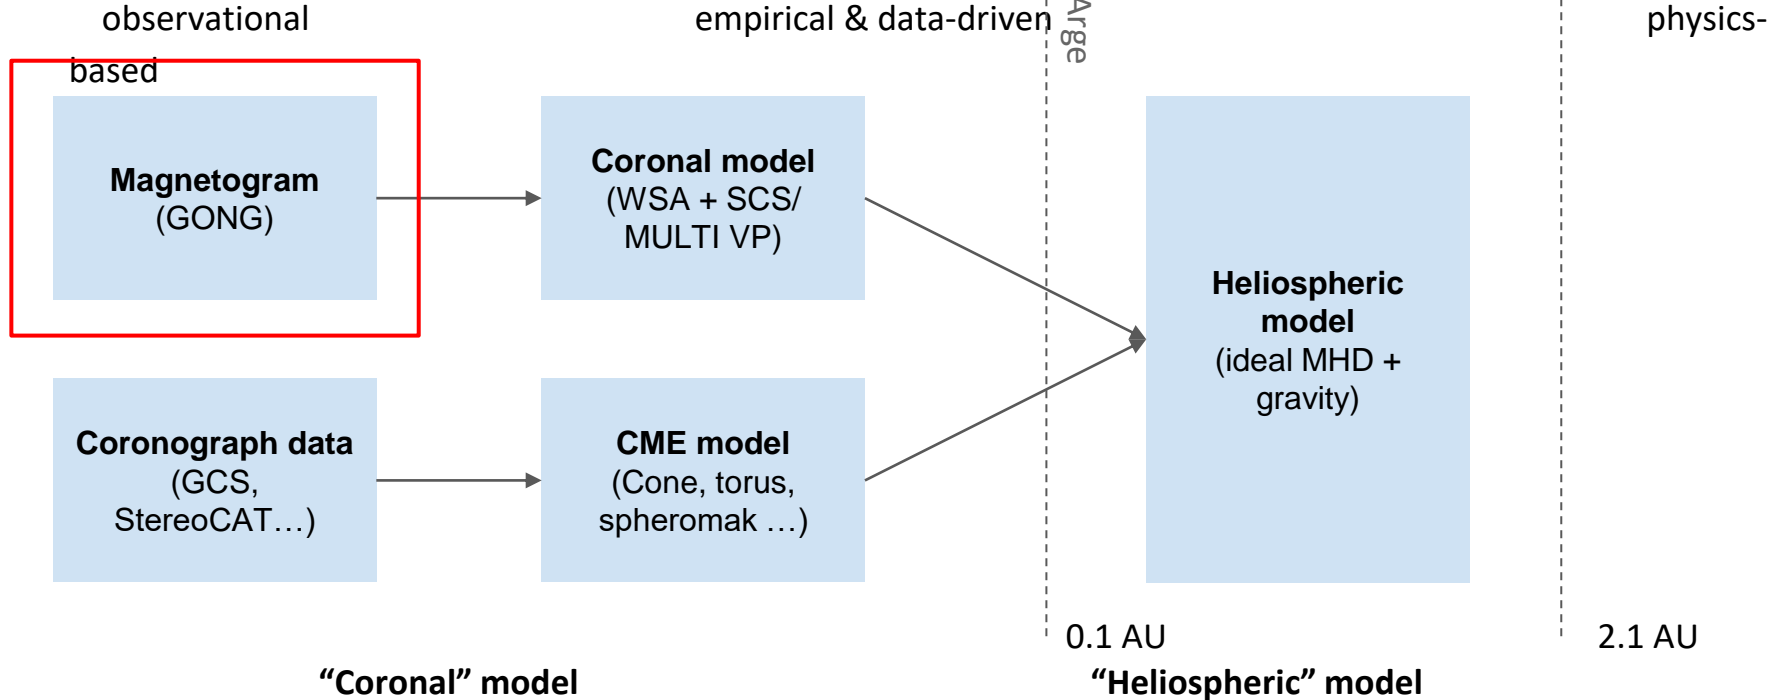 observational empirical & data-driven physics-
based
Arge
Magnetogram
(GONG)
Coronal model
(WSA + SCS/
MULTI VP)
Heliospheric
model
(ideal MHD +
gravity)
Coronograph data
(GCS,
StereoCAT…)
CME model
(Cone, torus,
spheromak …)
0.1 AU
2.1 AU
“Coronal” model
“Heliospheric” model